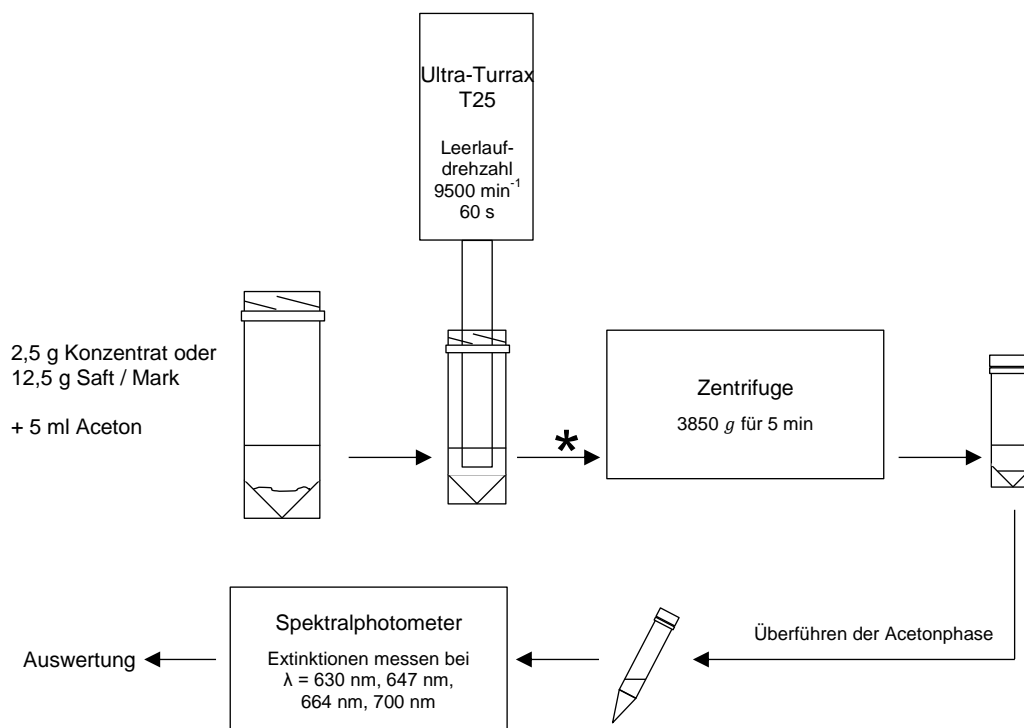 Ultra-Turrax
T25
Leerlauf-
drehzahl
9500 min⁻¹
60 s
2,5 g Konzentrat oder
12,5 g Saft / Mark
+ 5 ml Aceton
*
Zentrifuge
3850 g für 5 min
Überführen der Acetonphase
Spektralphotometer
Extinktionen messen bei
λ = 630 nm, 647 nm,
664 nm, 700 nm
Auswertung